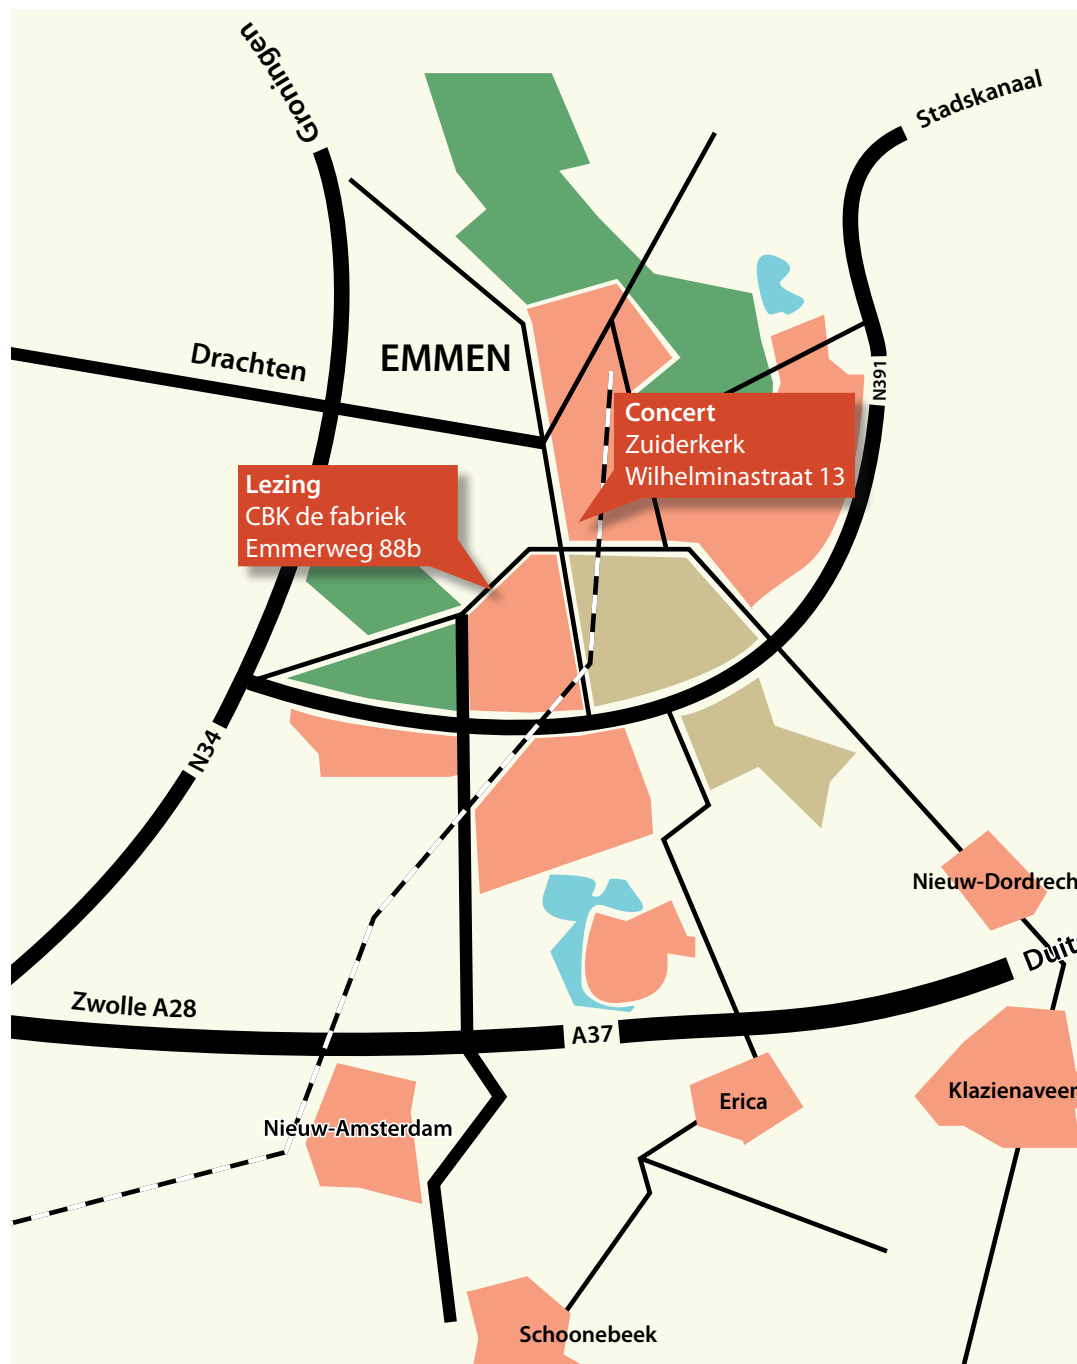 Groningen
Stadskanaal
Drachten
EMMEN
N391
Concert
Zuiderkerk
Wilhelminastraat 13
Lezing
CBK de fabriek
Emmerweg 88b
N34
Nieuw-Dordrech
Duit
Zwolle A28
A37
Klazienaveen
Erica
Nieuw-Amsterdam
Schoonebeek